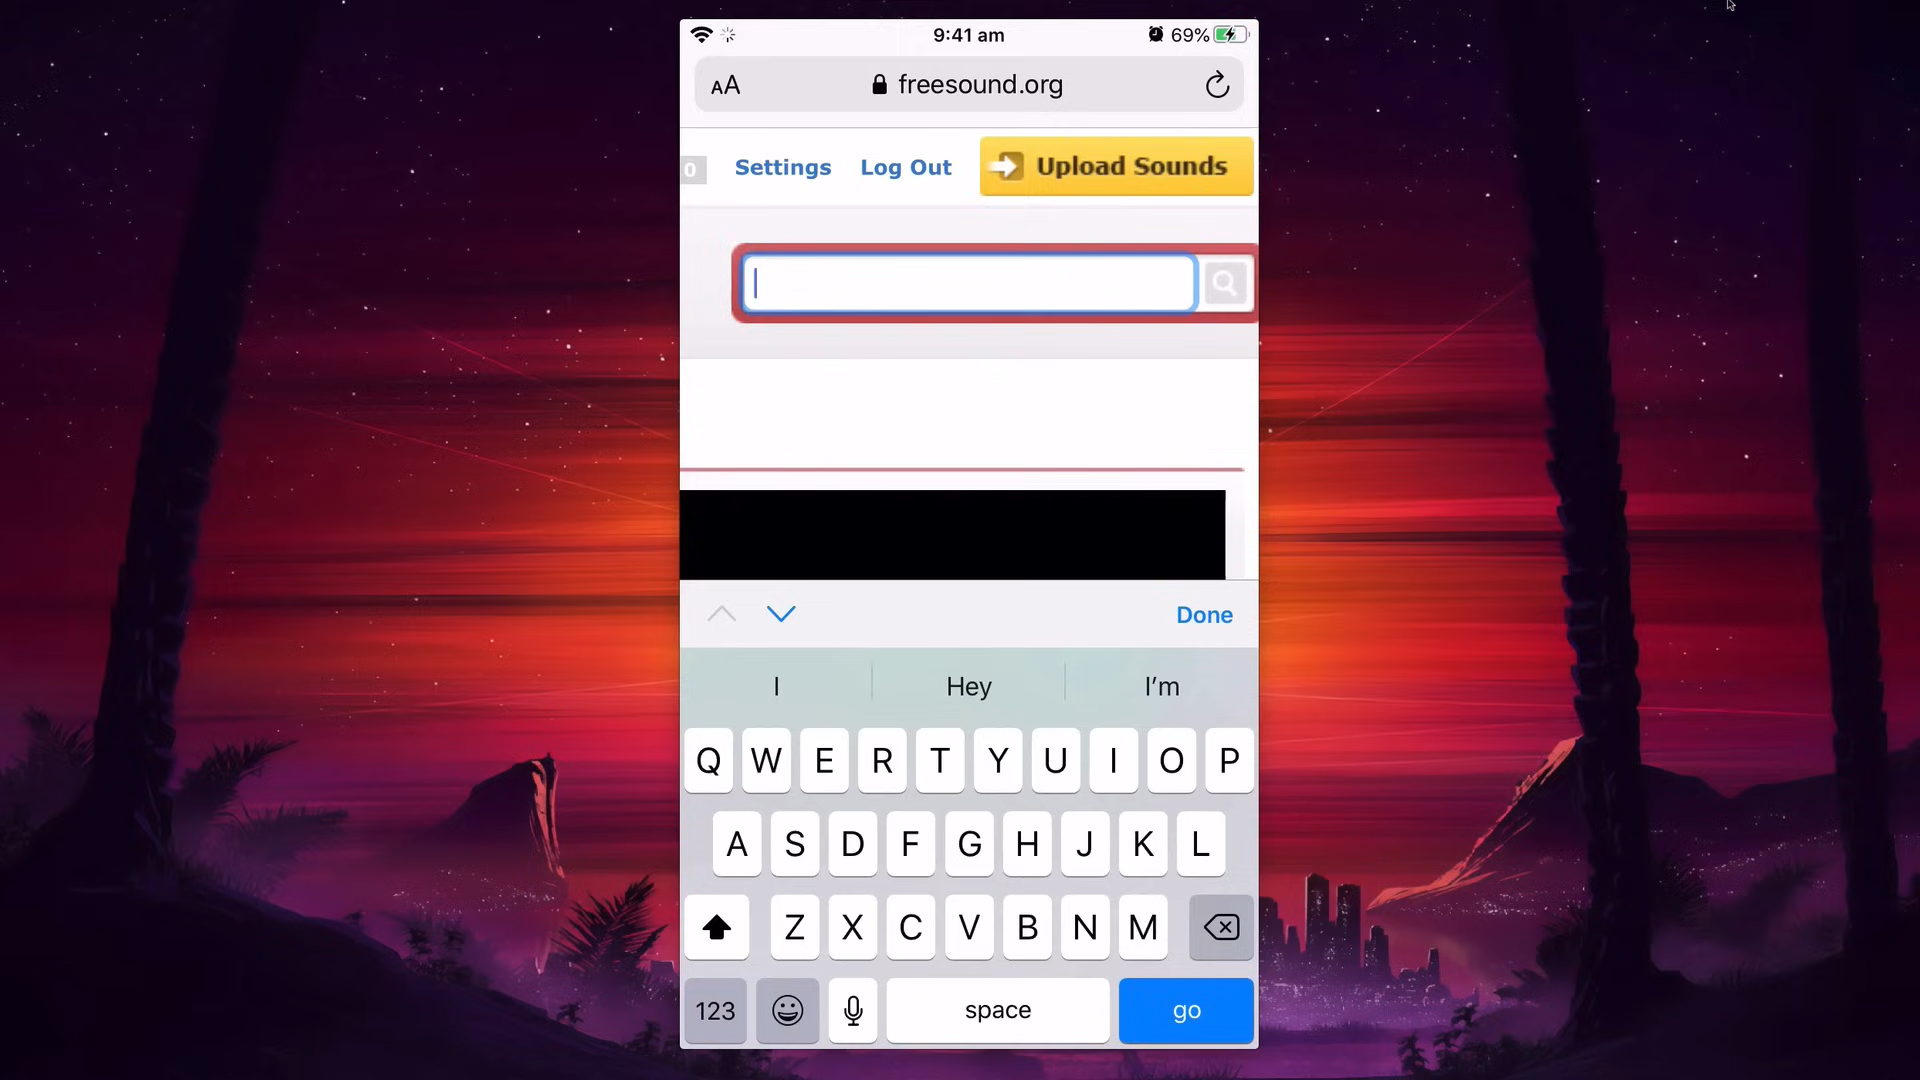 9:41 am
69%
AA
freesound.org
0
Settings
Log Out
Upload Sounds
Done
I
Hey
I'm
Q W E R T Y U I O P
A S D F G H J K L
Z X C V B N M
123
space
go